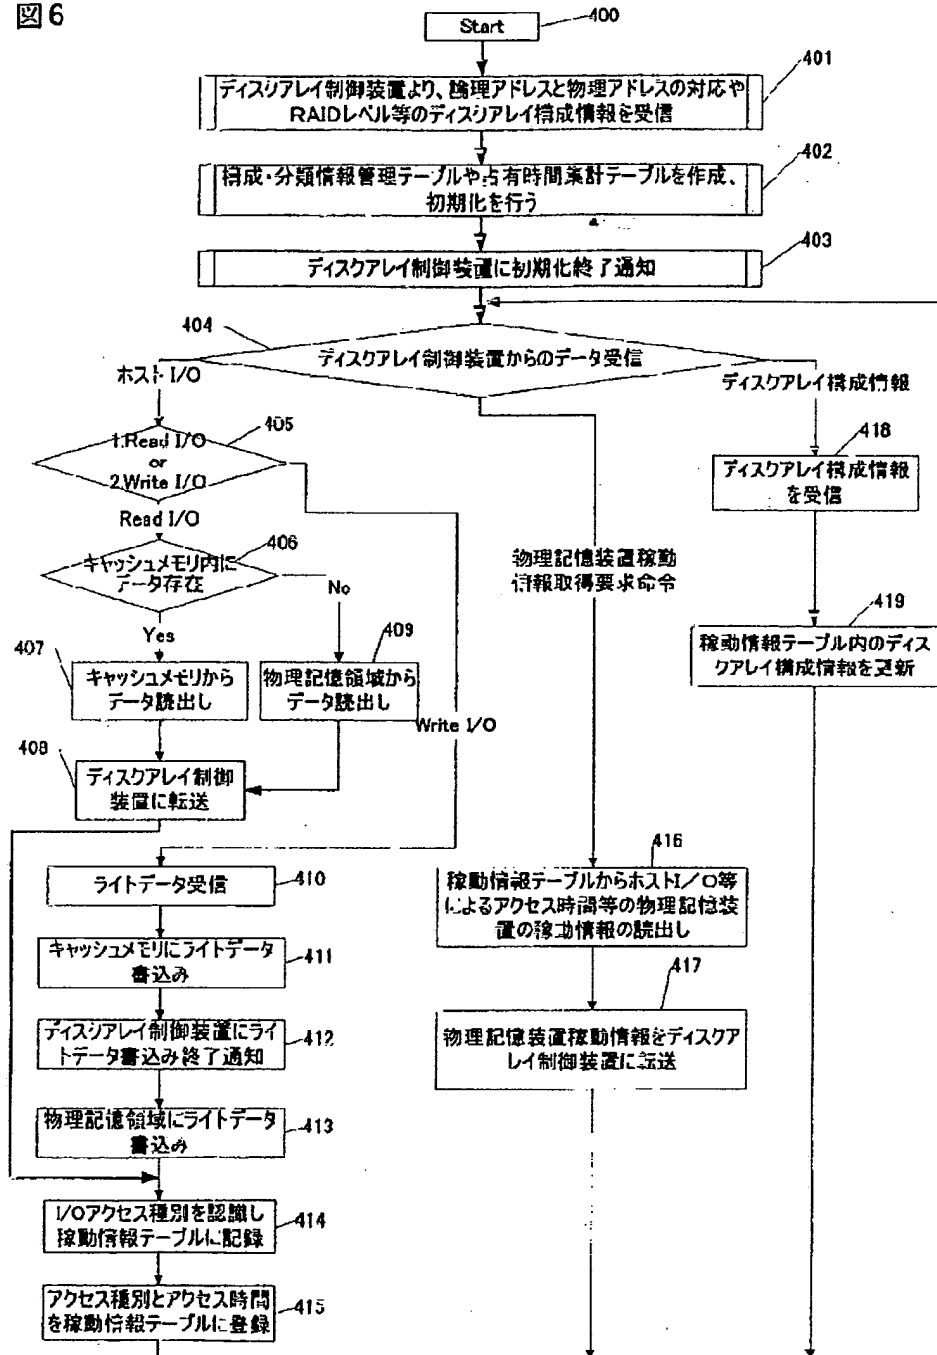 図6
Start
400
401
ディスクアレイ制御装置より、論理アドレスと物理アドレスの対応や
RAIDレベル等のディスクアレイ構成情報を受信
402
構成・分類情報管理テーブルや占有時間集計テーブルを作成、
初期化を行う
403
ディスクアレイ制御装置に初期化終了通知
404
ディスクアレイ制御装置からのデータ受信
ホストI/O
ディスクアレイ構成情報
405
1.Read I/O
or
2.Write I/O
418
ディスクアレイ構成情報
を受信
Read I/O
406
キャッシュメモリ内に
データ存在
No
物理記憶装置稼動
情報取得要求命令
Yes
419
稼動情報テーブル内のディス
クアレイ構成情報を更新
407
キャッシュメモリから
データ読出し
409
物理記憶領域から
データ読出し
Write I/O
408
ディスクアレイ制御
装置に転送
416
稼動情報テーブルからホストI/O等
によるアクセス時間等の物理記憶装
置の稼動情報の読出し
ライトデータ受信
410
キャッシュメモリにライトデータ
書込み
411
417
物理記憶装置稼動情報をディスクア
レイ制御装置に転送
ディスクアレイ制御装置にライ
トデータ書込み終了通知
412
物理記憶領域にライトデータ
書込み
413
I/Oアクセス種別を認識し
稼動情報テーブルに記録
414
アクセス種別とアクセス時間
を稼動情報テーブルに登録
415